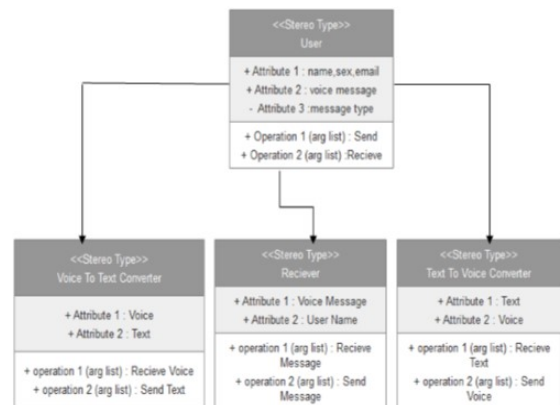 <<Stereo Type>>
User
+ Attribute 1 : name,sex,email
+ Attribute 2 : voice message
- Attribute 3 :message type
+ Operation 1 (arg list) : Send
+ Operation 2 (arg list) :Recieve
<<Stereo Type>>
Voice To Text Converter
+ Attribute 1 : Voice
+ Attribute 2 : Text
+ operation 1 (arg list) : Recieve Voice
+ operation 2 (arg list) : Send Text
<<Stereo Type>>
Reciever
+ Attribute 1 : Voice Message
+ Attribute 2 : User Name
+ operation 1 (arg list) : Recieve
Message
+ operation 2 (arg list) : Send
Message
<<Stereo Type>>
Text To Voice Converter
+ Attribute 1 : Text
+ Attribute 2 : Voice
+ operation 1 (arg list) : Recieve
Text
+ operation 2 (arg list) : Send
Voice